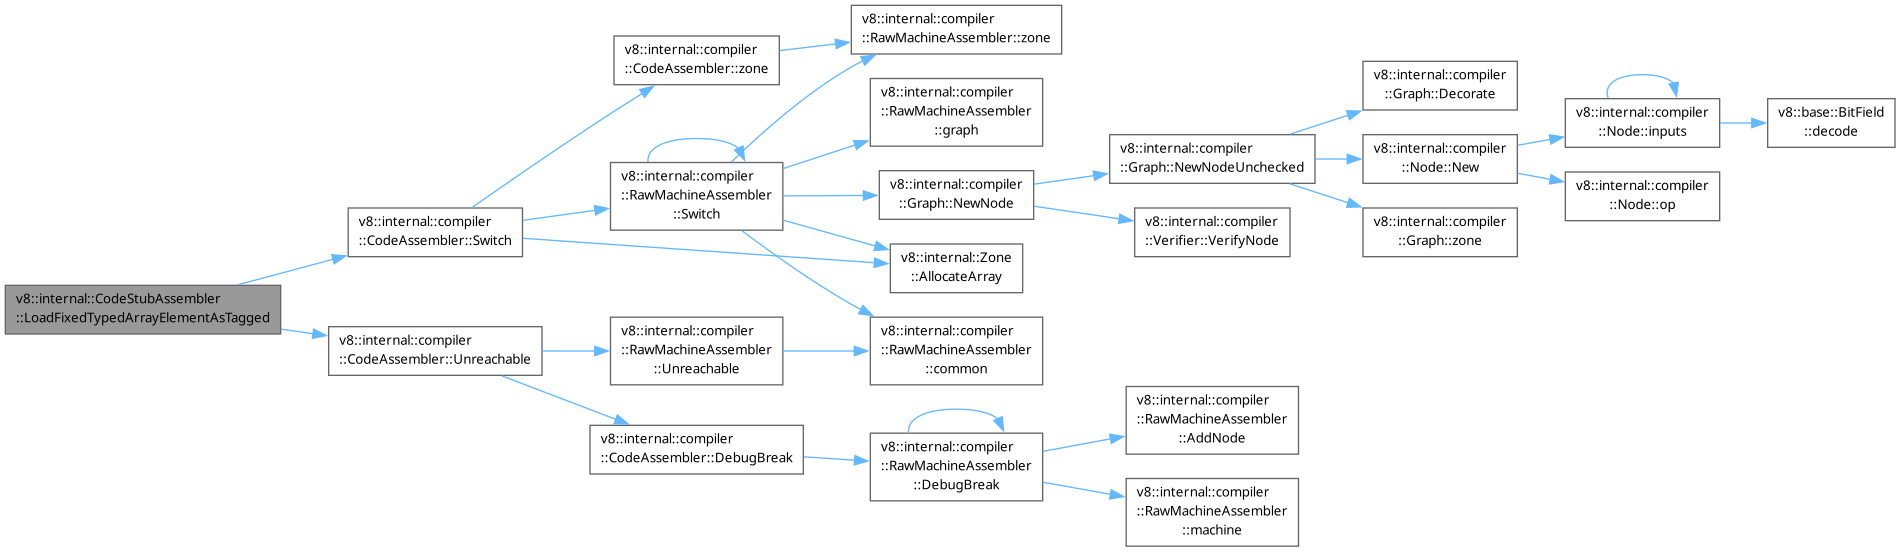 v8::internal::CodeStubAssembler
::LoadFixedTypedArrayElementAsTagged
v8::internal::compiler
::CodeAssembler::Switch
v8::internal::compiler
::CodeAssembler::Unreachable
v8::internal::compiler
::CodeAssembler::zone
v8::internal::compiler
::RawMachineAssembler
::Switch
v8::internal::compiler
::RawMachineAssembler
::Unreachable
v8::internal::compiler
::CodeAssembler::DebugBreak
v8::internal::compiler
::RawMachineAssembler::zone
v8::internal::compiler
::RawMachineAssembler
::graph
v8::internal::compiler
::Graph::NewNode
v8::internal::Zone
::AllocateArray
v8::internal::compiler
::RawMachineAssembler
::common
v8::internal::compiler
::RawMachineAssembler
::DebugBreak
v8::internal::compiler
::Graph::NewNodeUnchecked
v8::internal::compiler
::Verifier::VerifyNode
v8::internal::compiler
::RawMachineAssembler
::AddNode
v8::internal::compiler
::RawMachineAssembler
::machine
v8::internal::compiler
::Graph::Decorate
v8::internal::compiler
::Node::New
v8::internal::compiler
::Graph::zone
v8::internal::compiler
::Node::inputs
v8::internal::compiler
::Node::op
v8::base::BitField
::decode